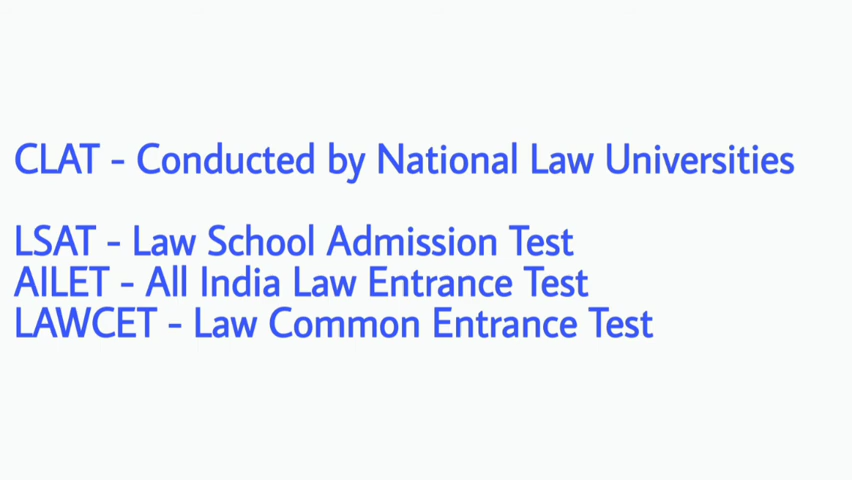 CLAT - Conducted by National Law Universities
LSAT - Law School Admission Test
AILET - All India Law Entrance Test
LAWCET - Law Common Entrance Test